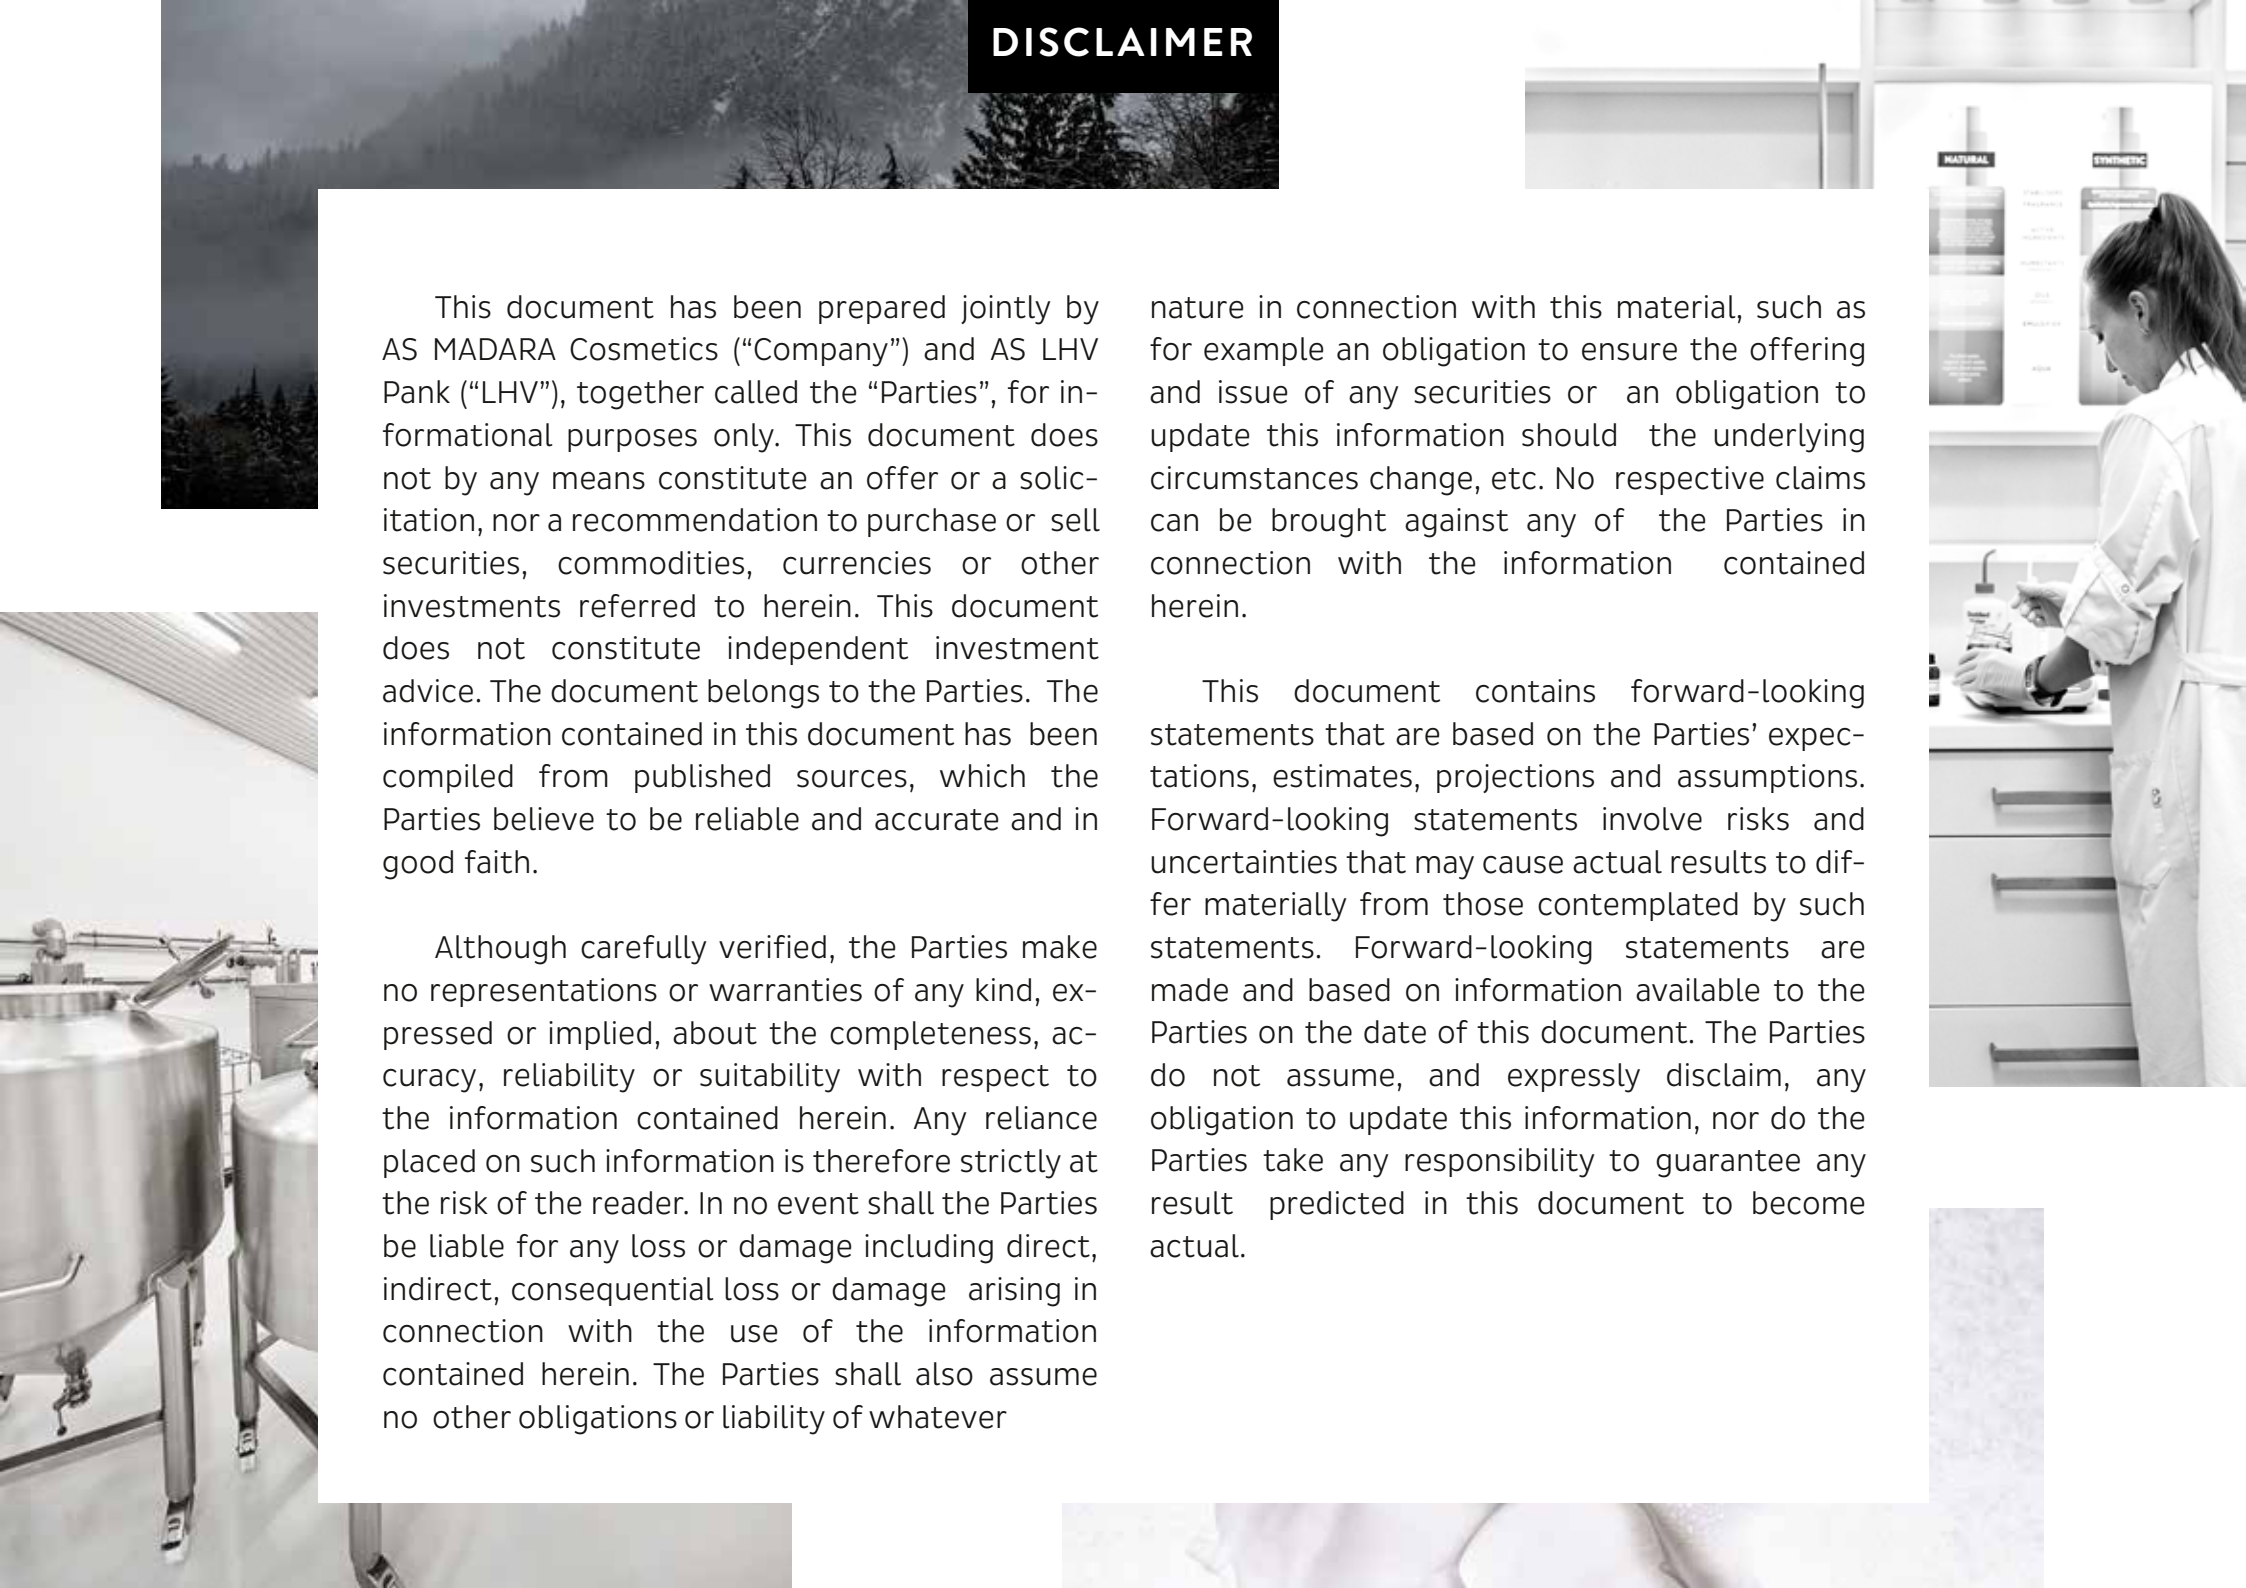 DISCLAIMER
NATURAL
SYNTHETIC
This document has been prepared jointly by
AS MADARA Cosmetics (“Company”) and AS LHV
Pank (“LHV”), together called the “Parties”, for in-
formational purposes only. This document does
not by any means constitute an offer or a solic-
itation, nor a recommendation to purchase or sell
securities, commodities, currencies or other
investments referred to herein. This document
does not constitute independent investment
advice. The document belongs to the Parties. The
information contained in this document has been
compiled from published sources, which the
Parties believe to be reliable and accurate and in
good faith.
Although carefully verified, the Parties make
no representations or warranties of any kind, ex-
pressed or implied, about the completeness, ac-
curacy, reliability or suitability with respect to
the information contained herein. Any reliance
placed on such information is therefore strictly at
the risk of the reader. In no event shall the Parties
be liable for any loss or damage including direct,
indirect, consequential loss or damage arising in
connection with the use of the information
contained herein. The Parties shall also assume
no other obligations or liability of whatever
nature in connection with this material, such as
for example an obligation to ensure the offering
and issue of any securities or an obligation to
update this information should the underlying
circumstances change, etc. No respective claims
can be brought against any of the Parties in
connection with the information contained
herein.
This document contains forward-looking
statements that are based on the Parties’ expec-
tations, estimates, projections and assumptions.
Forward-looking statements involve risks and
uncertainties that may cause actual results to dif-
fer materially from those contemplated by such
statements. Forward-looking statements are
made and based on information available to the
Parties on the date of this document. The Parties
do not assume, and expressly disclaim, any
obligation to update this information, nor do the
Parties take any responsibility to guarantee any
result predicted in this document to become
actual.